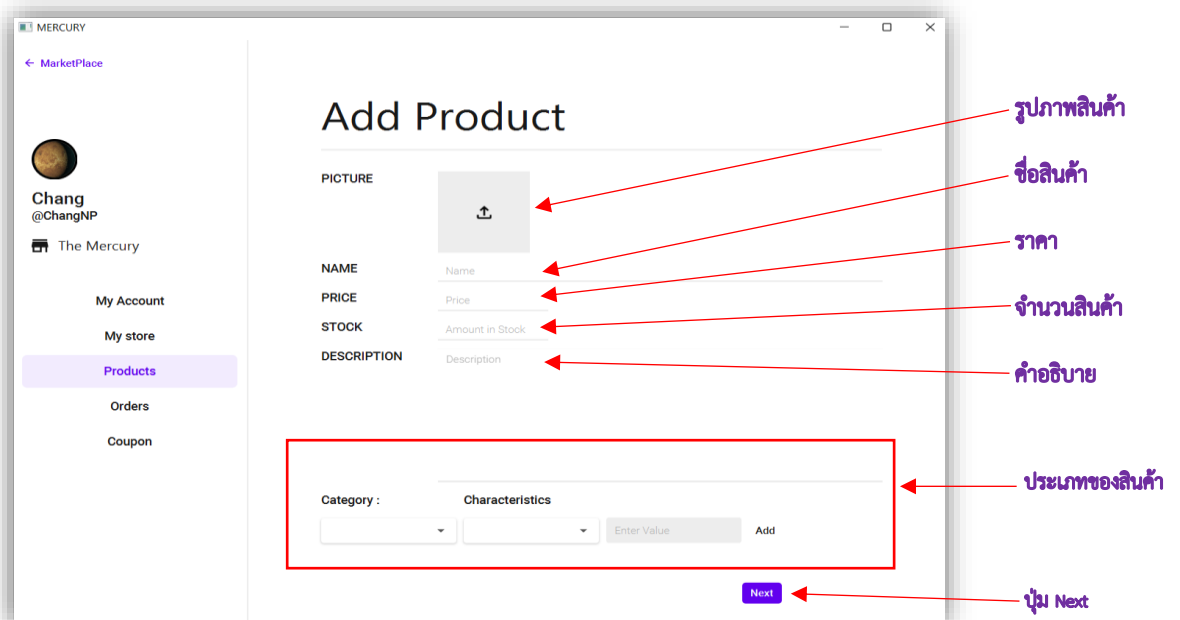 MERCURY
← MarketPlace
Add Product
รูปภาพสินค้า
PICTURE
ชื่อสินค้า
Chang
@ChangNP
The Mercury
ราคา
NAME
Name
My Account
PRICE
Price
จำนวนสินค้า
My store
STOCK
Amount in Stock
DESCRIPTION
Description
Products
คำอธิบาย
Orders
Coupon
ประเภทของสินค้า
Category :
Characteristics
Enter Value
Add
Next
ปุ่ม Next